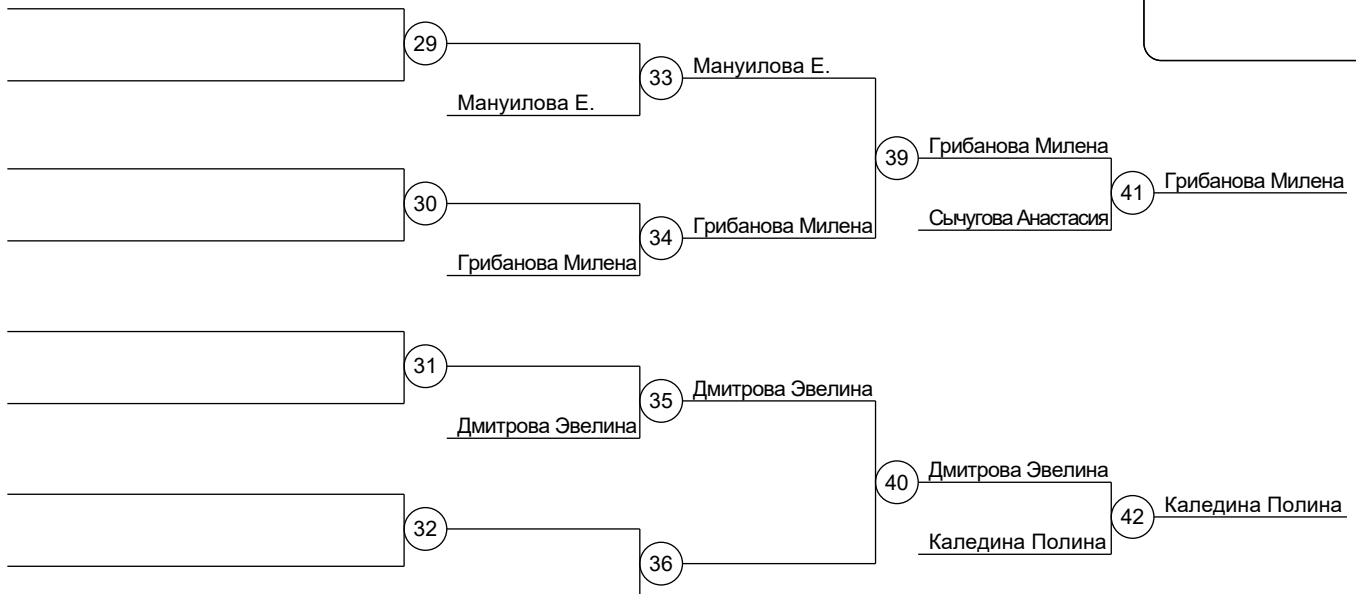 29
33
Мануилова Е.
Мануилова Е.
39
Грибанова Милена
41
Грибанова Милена
30
34
Грибанова Милена
Сычугова Анастасия
Грибанова Милена
31
35
Дмитрова Эвелина
Дмитрова Эвелина
40
Дмитрова Эвелина
42
Каледина Полина
32
36
Каледина Полина